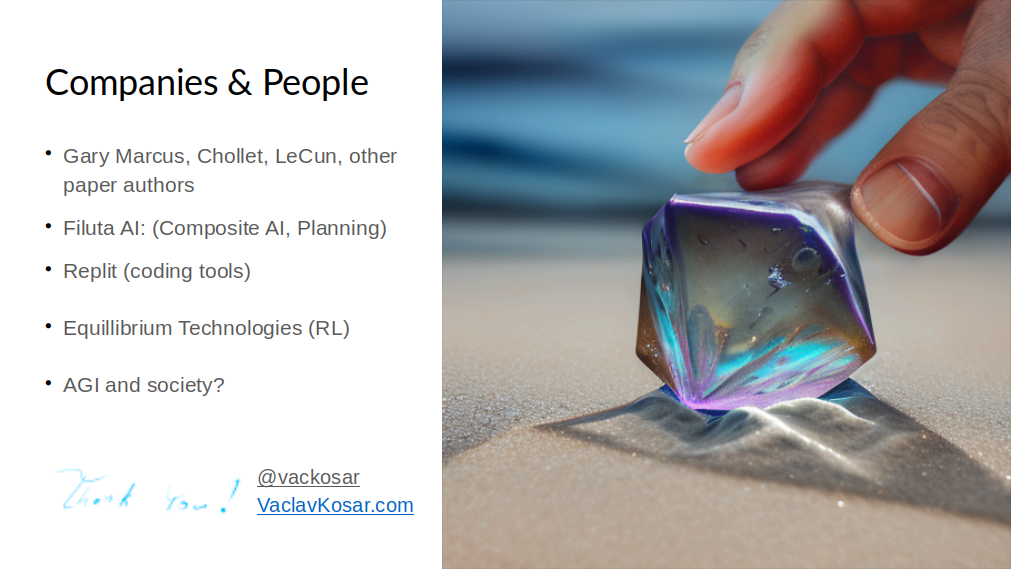 Companies & People
• Gary Marcus, Chollet, LeCun, other
paper authors
• Filuta AI: (Composite AI, Planning)
• Replit (coding tools)
• Equillibrium Technologies (RL)
• AGI and society?
Thank You!
@vackosar
VaclavKosar.com